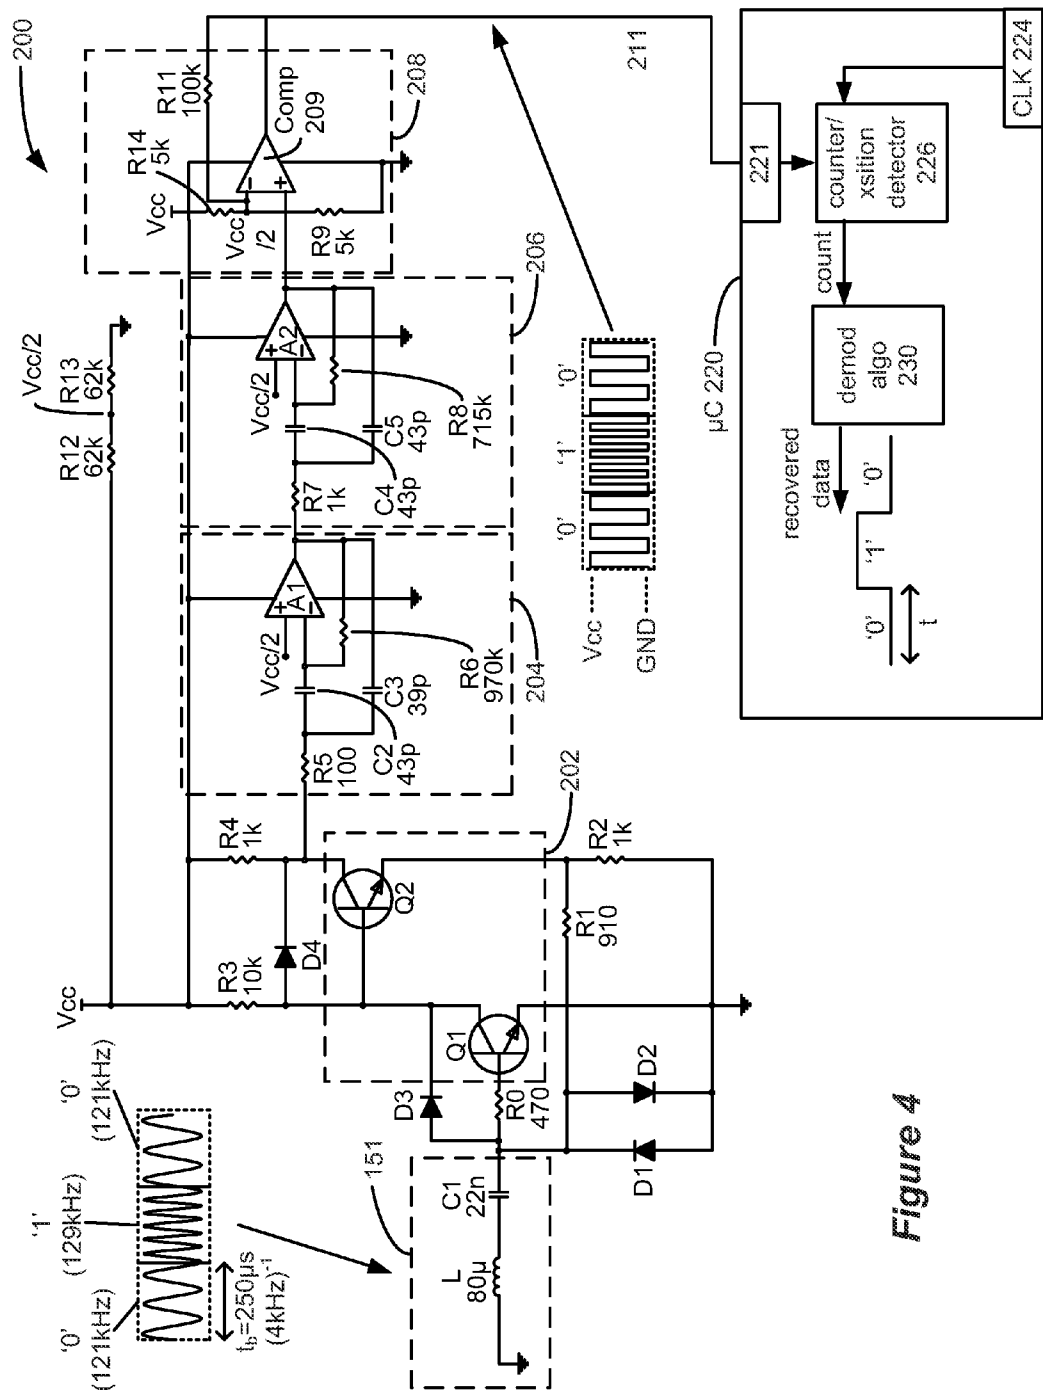 200
'0'
(121kHz)
'1'
(129kHz)
'0'
(121kHz)
t_b=250µs
(4kHz)^-1
151
L
80µ
C1
22n
D3
R0
470
D1
D2
R1
910
R2
1k
Q1
Q2
202
Vcc
R3
10k
D4
R4
1k
R12
62k
Vcc/2
R13
62k
R5
100
C2
43p
C3
39p
R6
970k
204
Vcc/2
A1
+
−
R7
1k
C4
43p
C5
43p
R8
715k
206
Vcc/2
A2
+
−
Vcc
R14
5k
Vcc
/2
R9
5k
R11
100k
Comp
209
−
+
208
211
Vcc
GND
'0'
'1'
'0'
µC 220
221
CLK 224
counter/
xsition
detector
226
count
demod
algo
230
recovered
data
'0'
'1'
'0'
t
Figure 4